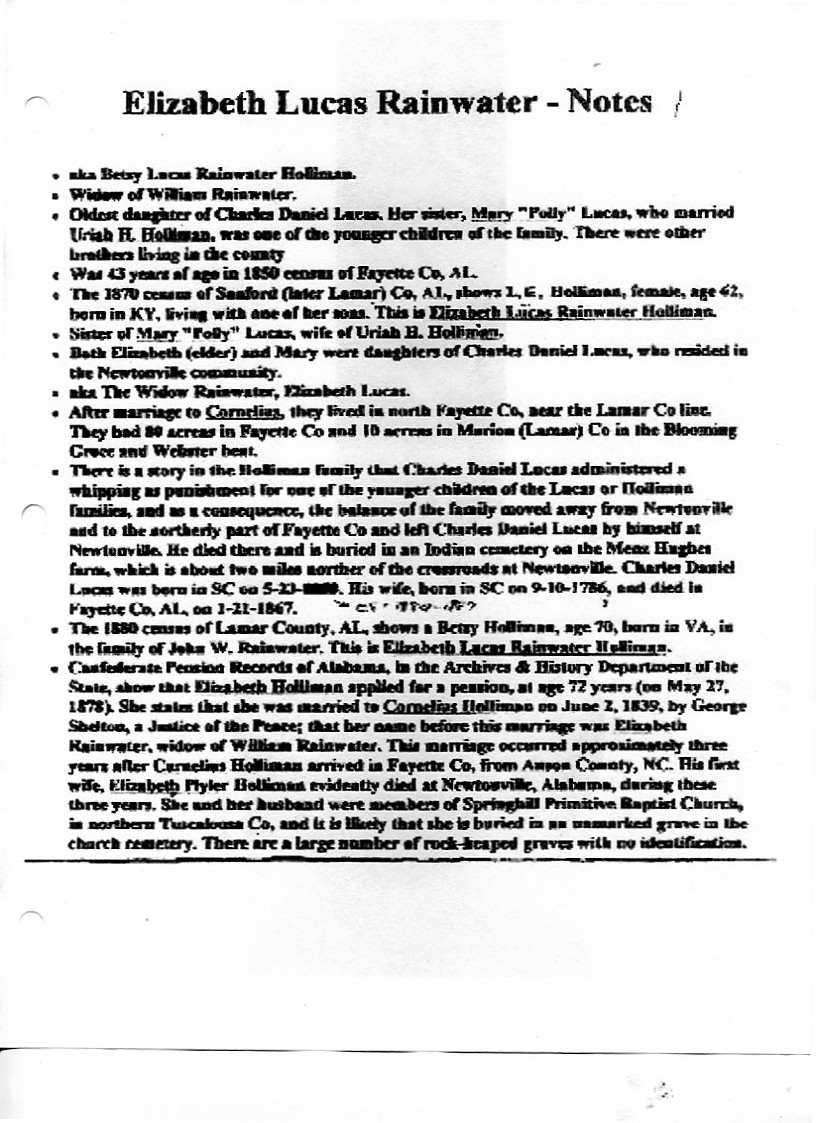 Elizabeth Lucas Rainwater - Notes
• aka Betsy Lucas Rainwater Holliman.
• Widow of William Rainwater.
• Oldest daughter of Charles Daniel Lucas. Her sister, Mary "Polly" Lucas, who married
Uriah H. Holliman, was one of the younger children of the family. There were other
brothers living in the county
• Was 43 years of age in 1850 census of Fayette Co, AL.
• The 1870 census of Sanford (later Lamar) Co, AL, shows L, E, Holliman, female, age 62,
born in KY, living with one of her sons. This is Elizabeth Lucas Rainwater Holliman.
• Sister of Mary "Polly" Lucas, wife of Uriah H. Holliman.
• Both Elizabeth (elder) and Mary were daughters of Charles Daniel Lucas, who resided in
the Newtonville community.
• aka The Widow Rainwater, Elizabeth Lucas.
• After marriage to Cornelius, they lived in north Fayette Co, near the Lamar Co line.
They had 80 acreas in Fayette Co and 10 acreas in Marion (Lamar) Co in the Blooming
Grove and Webster beat.
• There is a story in the Holliman family that Charles Daniel Lucas administered a
whipping as punishment for one of the younger children of the Lucas or Holliman
families, and as a consequence, the balance of the family moved away from Newtonville
and to the northerly part of Fayette Co and left Charles Daniel Lucas by himself at
Newtonville. He died there and is buried in an Indian cemetery on the Hughes
farm, which is about two miles norther of the crossroads at Newtonville. Charles Daniel
Lucas was born in SC on 5-23- His wife, born in SC on 9-10-1786, and died in
Fayette Co, AL, on 1-21-1867.
• The 1880 census of Lamar County, AL, shows a Betsy Holliman, age 70, born in VA, in
the family of John W. Rainwater. This is Elizabeth Lucas Rainwater Holliman.
• Confederate Pension Records of Alabama, in the Archives & History Department of the
State, show that Elizabeth Holliman applied for a pension, at age 72 years (on May 27,
1878). She states that she was married to Cornelius Holliman on June 2, 1839, by George
Shelton, a Justice of the Peace; that her name before this marriage was Elizabeth
Rainwater, widow of William Rainwater. This marriage occurred approximately three
years after Cornelius Holliman arrived in Fayette Co, from Anson County, NC. His first
wife, Elizabeth Plyler Holliman evidently died at Newtonville, Alabama, during these
three years. She and her husband were members of Springhill Primitive Baptist Church,
in northern Tuscaloosa Co, and it is likely that she is buried in an unmarked grave in the
church cemetery. There are a large number of rock-heaped graves with no identification.